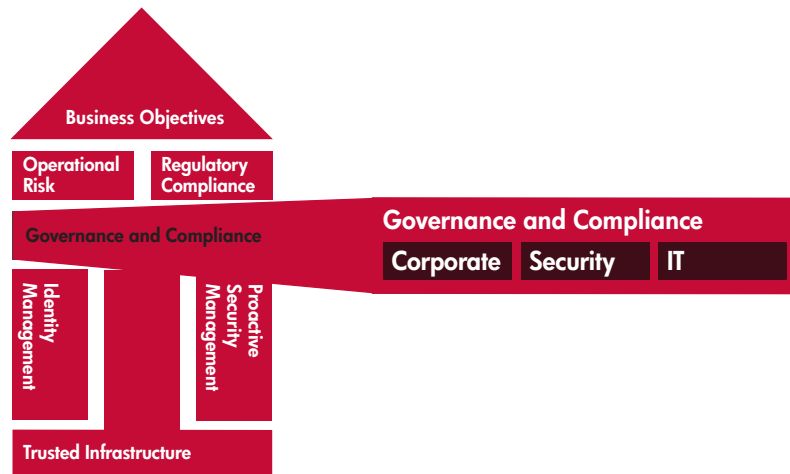 Business Objectives
Operational
Risk
Regulatory
Compliance
Governance and Compliance
Governance and Compliance
Corporate
Security
IT
Identity
Management
Proactive
Security
Management
Trusted Infrastructure